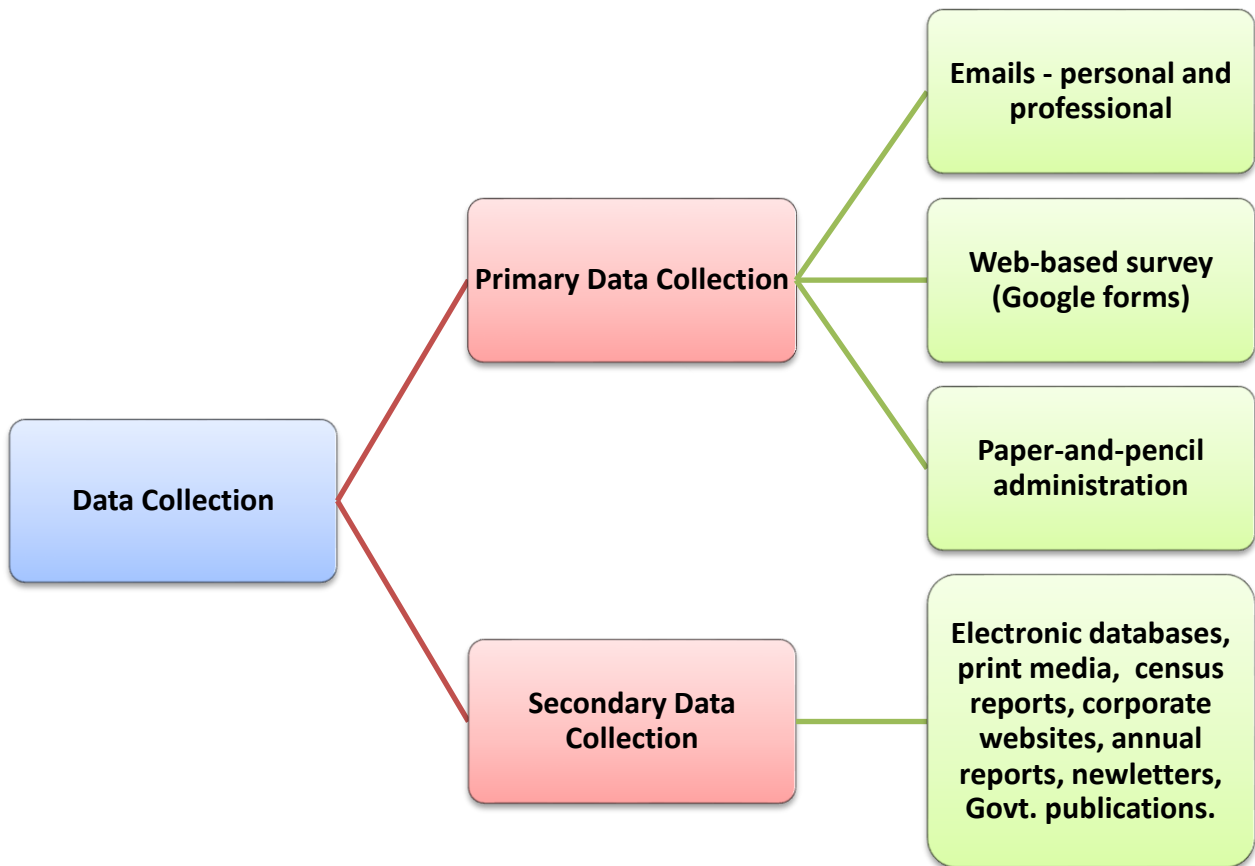 Data Collection
Primary Data Collection
Emails - personal and
professional
Web-based survey
(Google forms)
Paper-and-pencil
administration
Secondary Data
Collection
Electronic databases,
print media,  census
reports, corporate
websites, annual
reports, newletters,
Govt. publications.